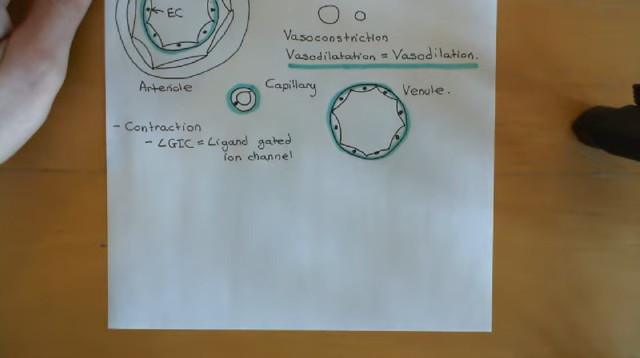 EC
Vasoconstriction
Vasodilatation = Vasodilation.
Arteriole
Capillary
Venule.
- Contraction
- LGIC = Ligand gated
ion channel